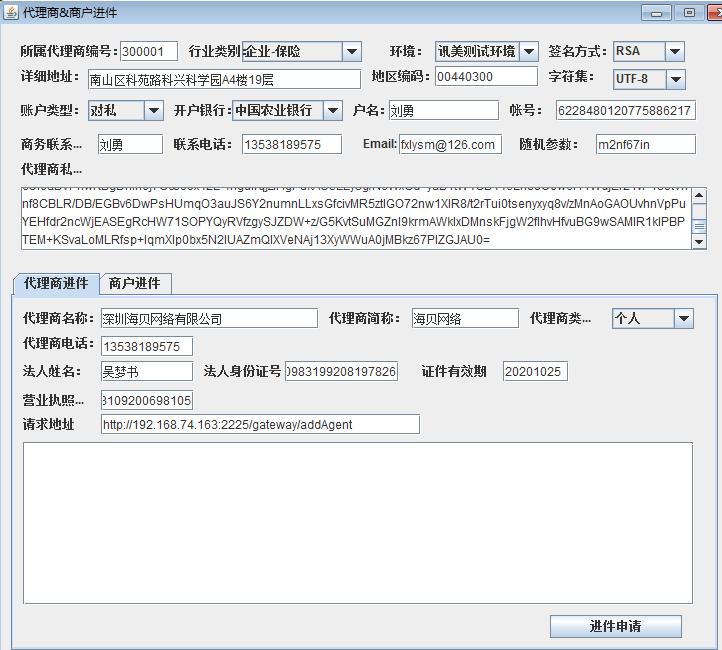 代理商&商户进件
所属代理商编号: 300001 行业类别 企业-保险 环境: 讯美测试环境 签名方式: RSA
详细地址: 南山区科苑路科兴科学园A4楼19层 地区编码: 00440300 字符集: UTF-8
账户类型: 对私 开户银行: 中国农业银行 户名: 刘勇 帐号: 6228480120775886217
商务联系... 刘勇 联系电话: 13538189575 Email: fxlysm@126.com 随机参数: m2nf67in
代理商私...
nf8CBLR/DB/EGBv6DwPsHUmqO3auJS6Y2numnLLxsGfcivMR5ztlGO72nw1XIR8/t2rTui0tsenyxyq8v/zMnAoGAOUvhnVpPu
YEHfdr2ncWjEASEgRcHW71SOPYQyRVfzgySJZDW+z/G5KvtSuMGZnI9krmAWklxDMnskFjgW2flhvHfvuBG9wSAMIR1kIPBP
TEM+KSvaLoMLRfsp+IqmXlp0bx5N2IUAZmQIXVeNAj13XyWWuA0jMBkz67PlZGJAU0=
代理商进件 商户进件
代理商名称: 深圳海贝网络有限公司 代理商简称: 海贝网络 代理商类... 个人
代理商电话: 13538189575
法人姓名: 吴梦书 法人身份证号 0983199208197826 证件有效期 20201025
营业执照... 3109200698105
请求地址 http://192.168.74.163:2225/gateway/addAgent
进件申请